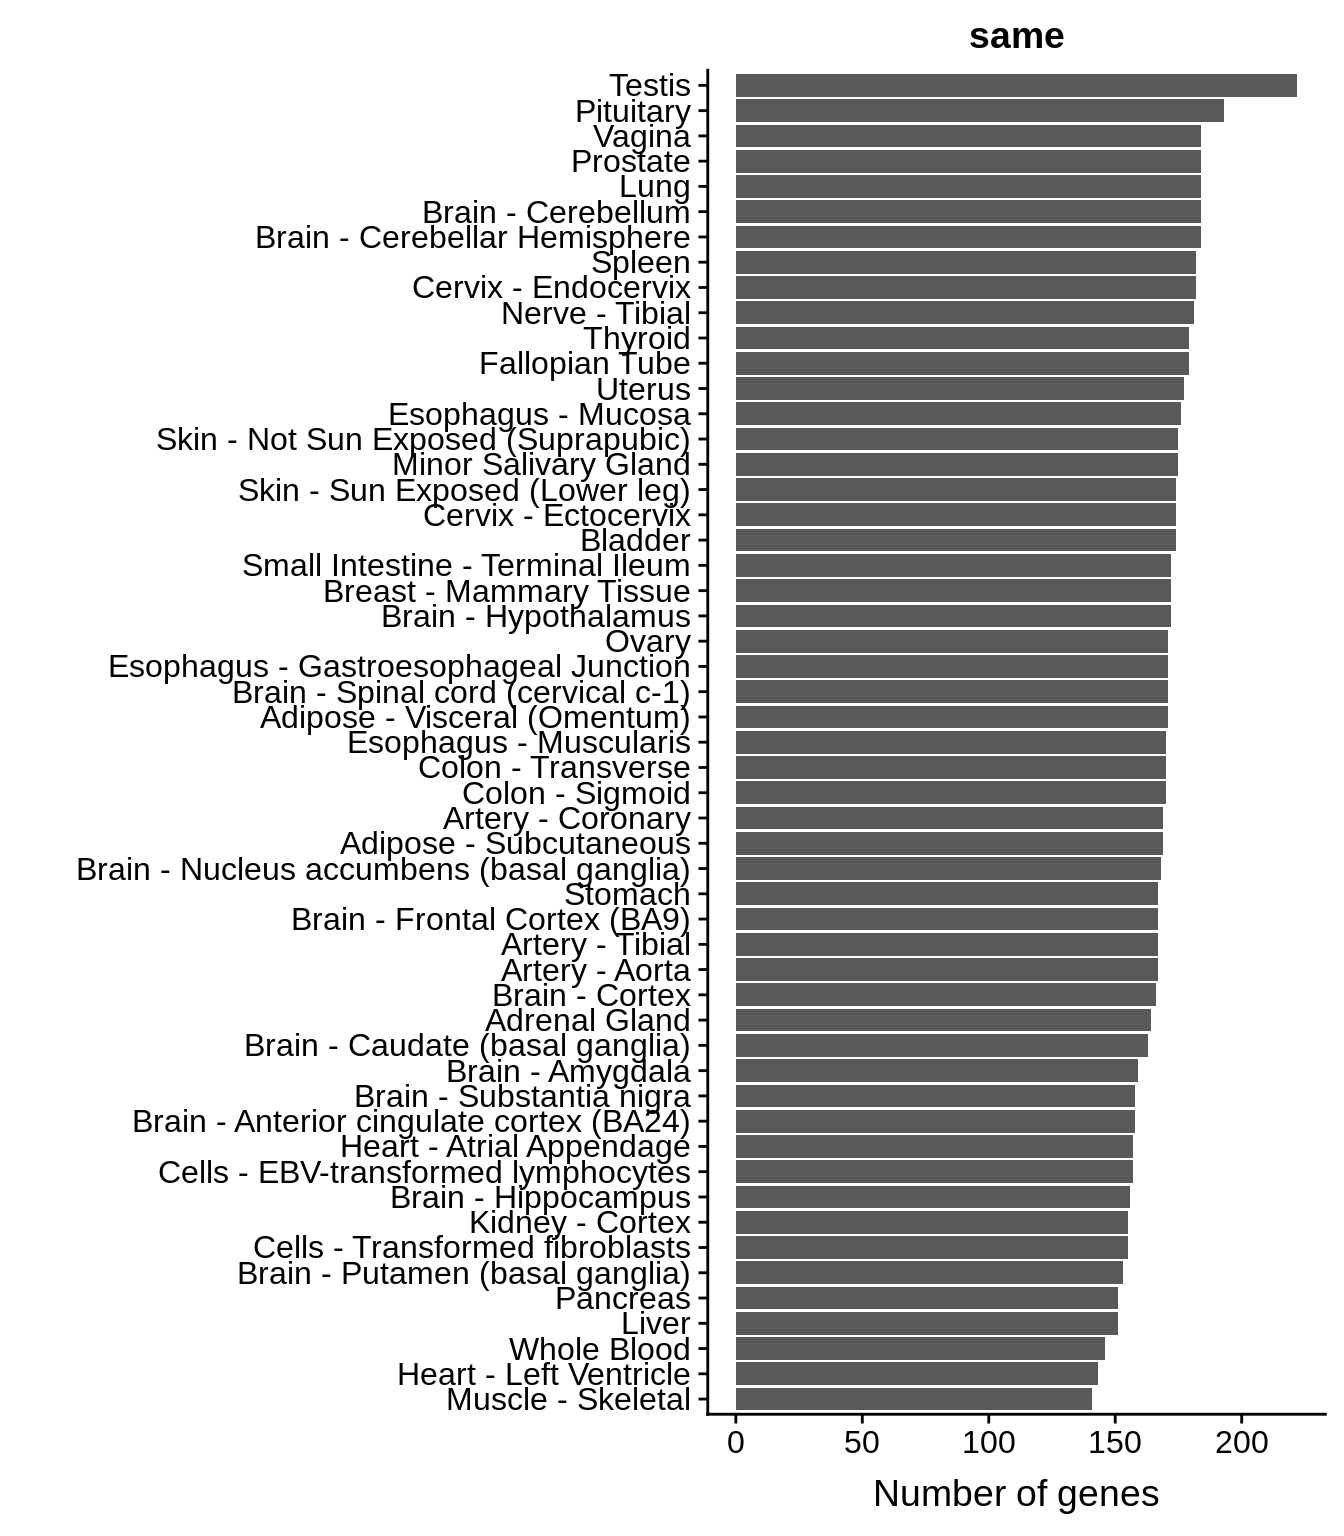 same
Testis
Pituitary
Vagina
Prostate
Lung
Brain - Cerebellum
Brain - Cerebellar Hemisphere
Spleen
Cervix - Endocervix
Nerve - Tibial
Thyroid
Fallopian Tube
Uterus
Esophagus - Mucosa
Skin - Not Sun Exposed (Suprapubic)
Minor Salivary Gland
Skin - Sun Exposed (Lower leg)
Cervix - Ectocervix
Bladder
Small Intestine - Terminal Ileum
Breast - Mammary Tissue
Brain - Hypothalamus
Ovary
Esophagus - Gastroesophageal Junction
Brain - Spinal cord (cervical c-1)
Adipose - Visceral (Omentum)
Esophagus - Muscularis
Colon - Transverse
Colon - Sigmoid
Artery - Coronary
Adipose - Subcutaneous
Brain - Nucleus accumbens (basal ganglia)
Stomach
Brain - Frontal Cortex (BA9)
Artery - Tibial
Artery - Aorta
Brain - Cortex
Adrenal Gland
Brain - Caudate (basal ganglia)
Brain - Amygdala
Brain - Substantia nigra
Brain - Anterior cingulate cortex (BA24)
Heart - Atrial Appendage
Cells - EBV-transformed lymphocytes
Brain - Hippocampus
Kidney - Cortex
Cells - Transformed fibroblasts
Brain - Putamen (basal ganglia)
Pancreas
Liver
Whole Blood
Heart - Left Ventricle
Muscle - Skeletal
0 50 100 150 200
Number of genes